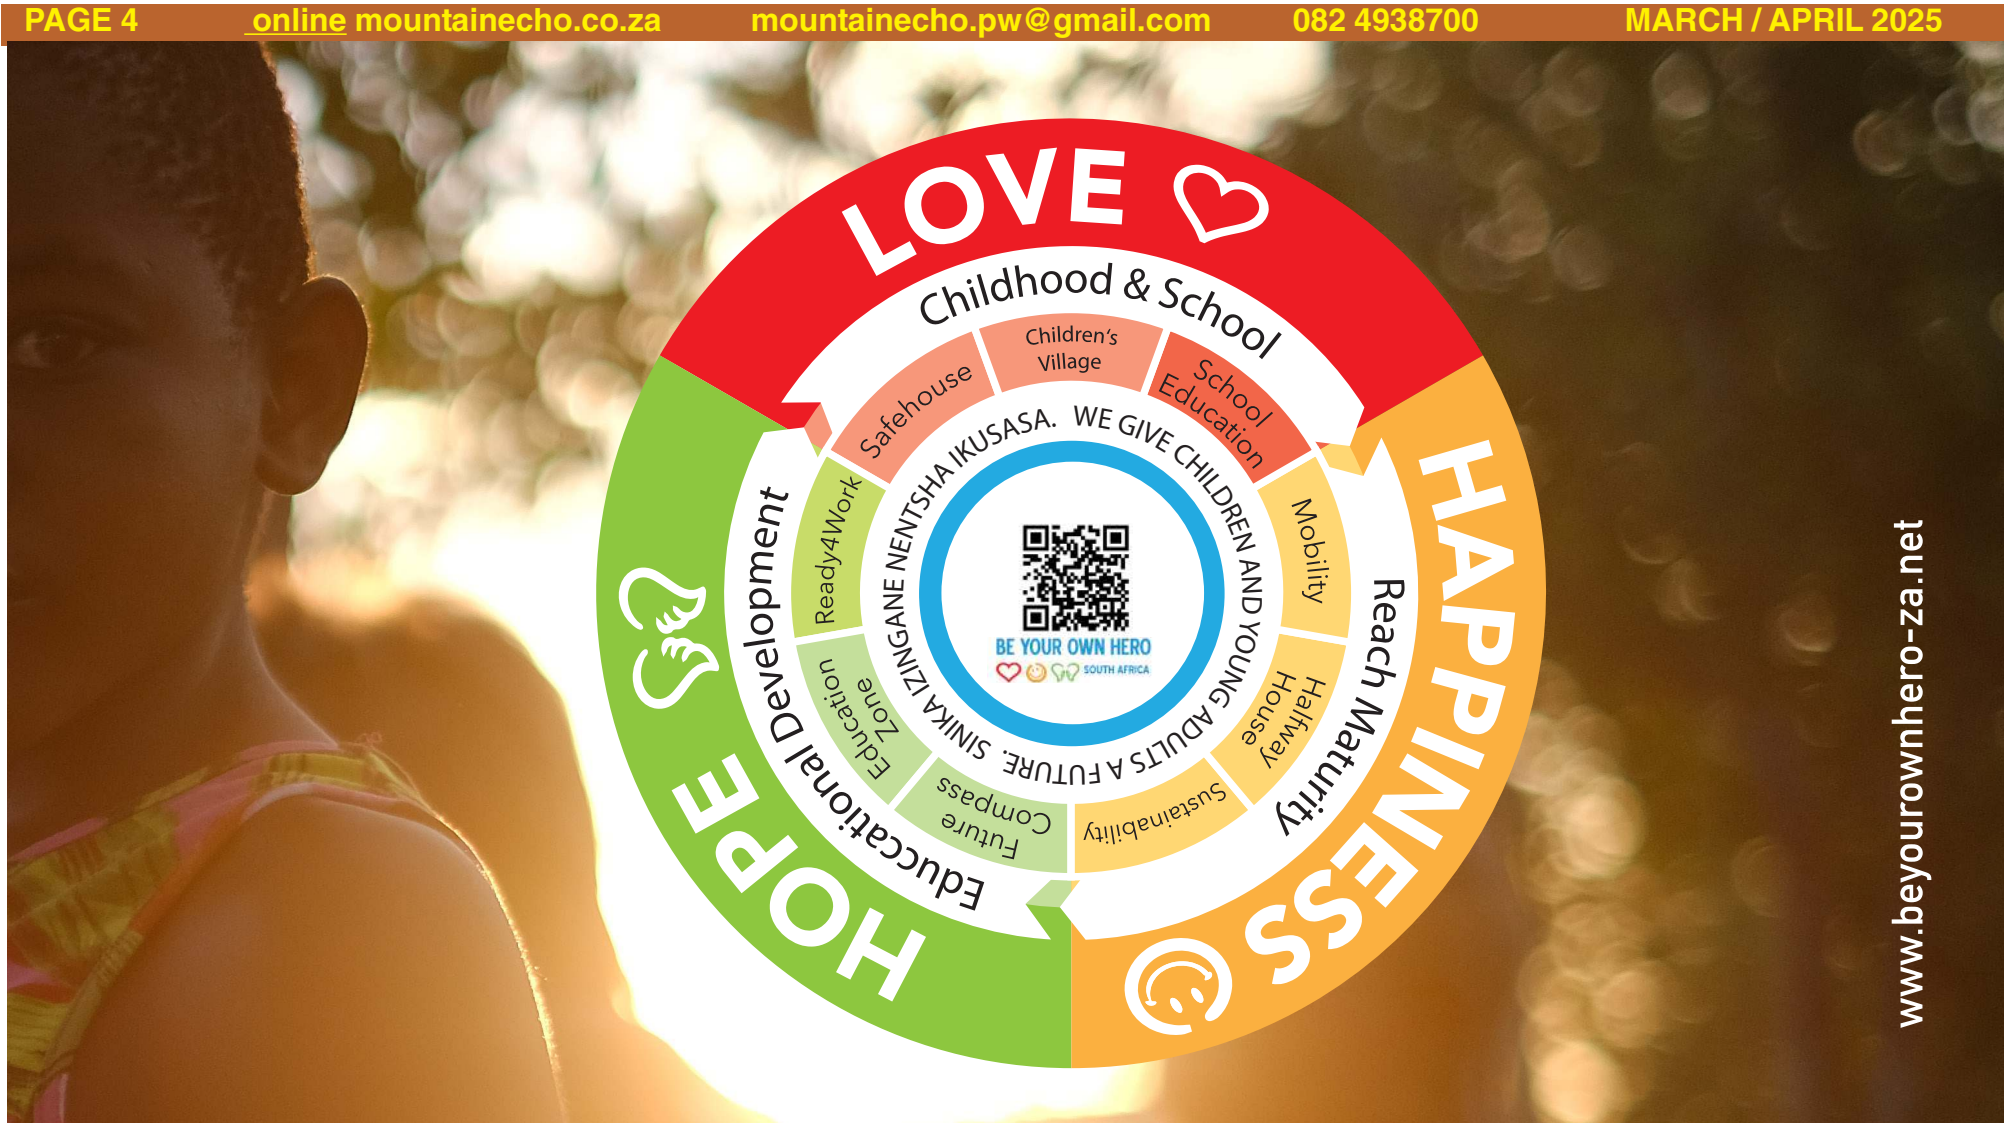 PAGE 4 online mountainecho.co.za mountainecho.pw@gmail.com 082 4938700 MARCH / APRIL 2025
LOVE
Childhood & School
Safehouse
Children's
Village
School
Education
HAPPINESS
Reach Maturity
Mobility
Halfway
House
Sustainability
HOPE
Educcational Development
Future
Compass
Education
Zone
Ready4Work
WE GIVE CHILDREN AND YOUNG ADULTS A FUTURE.
SINIKA IZINGANE NENTSHA IKUSASA.
BE YOUR OWN HERO
SOUTH AFRICA
www.beyourownhero-za.net